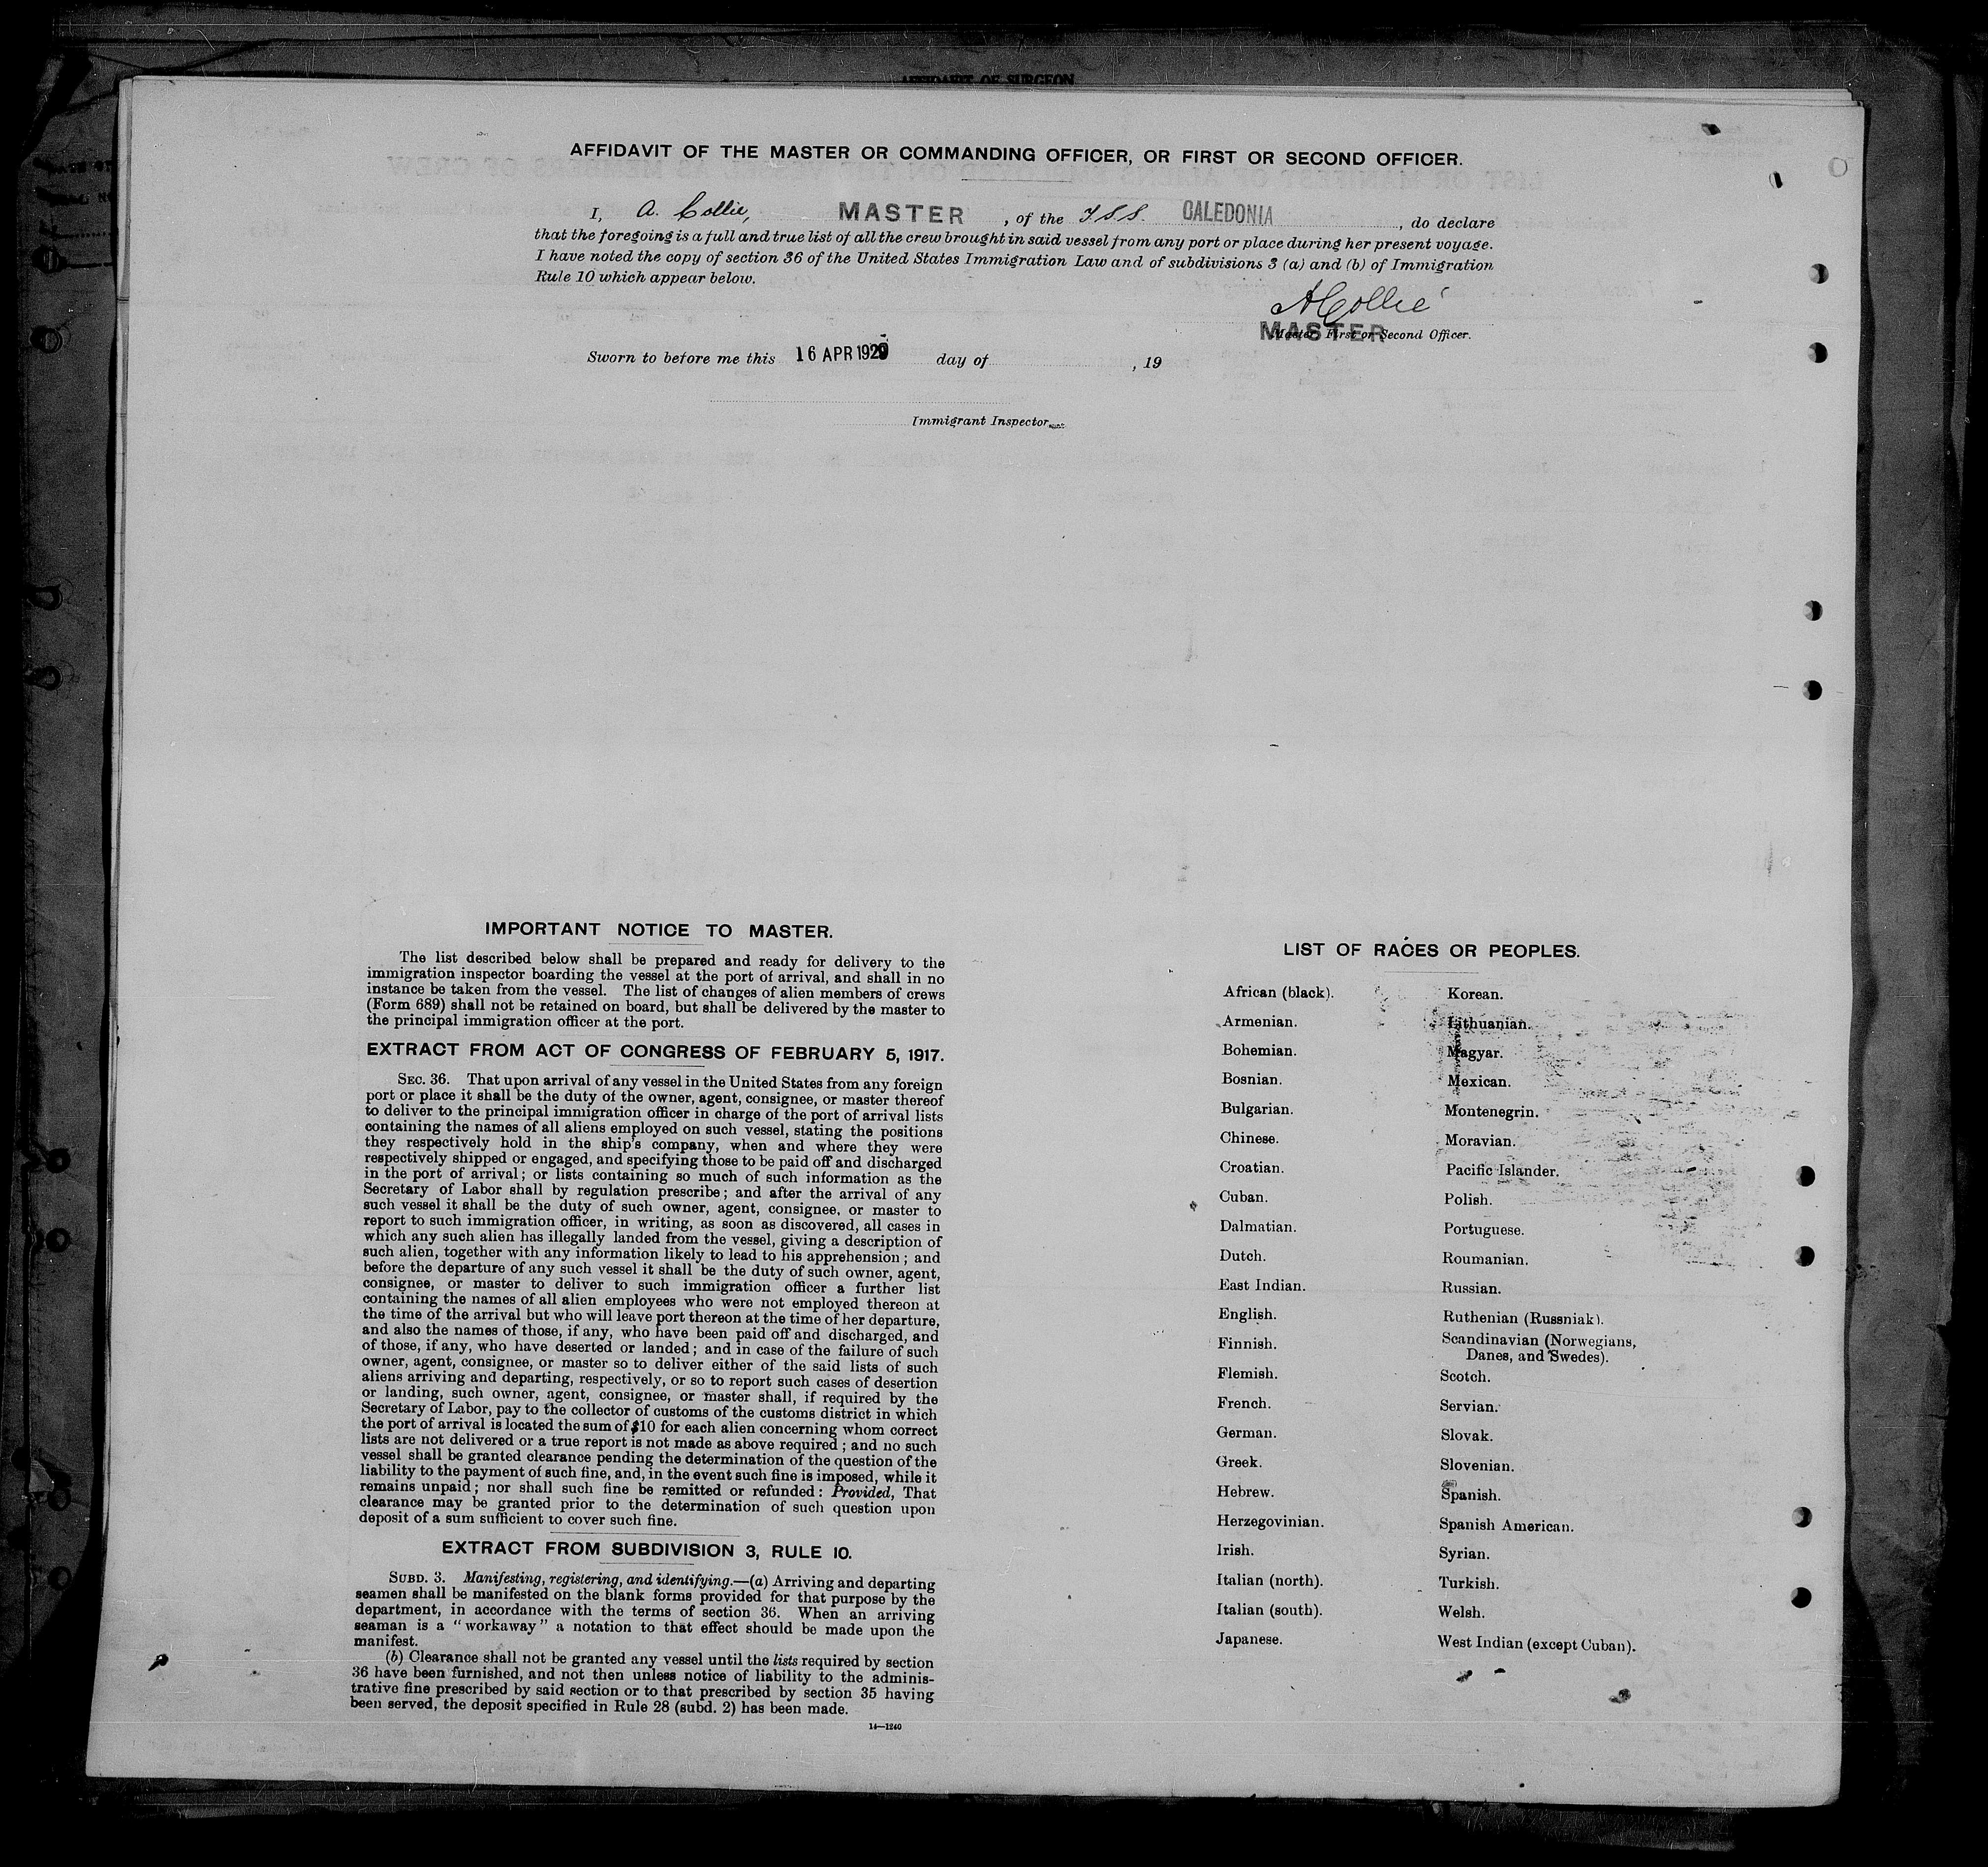 AFFIDAVIT OF SURGEON
AFFIDAVIT OF THE MASTER OR COMMANDING OFFICER, OR FIRST OR SECOND OFFICER.
I, A. Collie, MASTER, of the T.S.S. CALEDONIA, do declare
that the foregoing is a full and true list of all the crew brought in said vessel from any port or place during her present voyage.
I have noted the copy of section 36 of the United States Immigration Law and of subdivisions 3 (a) and (b) of Immigration
Rule 10 which appear below.
A Collie
MASTER
Master, First or Second Officer.
Sworn to before me this 16 APR 1929 day of , 19
Immigrant Inspector.
IMPORTANT NOTICE TO MASTER.
The list described below shall be prepared and ready for delivery to the
immigration inspector boarding the vessel at the port of arrival, and shall in no
instance be taken from the vessel. The list of changes of alien members of crews
(Form 689) shall not be retained on board, but shall be delivered by the master to
the principal immigration officer at the port.
EXTRACT FROM ACT OF CONGRESS OF FEBRUARY 5, 1917.
SEC. 36. That upon arrival of any vessel in the United States from any foreign
port or place it shall be the duty of the owner, agent, consignee, or master thereof
to deliver to the principal immigration officer in charge of the port of arrival lists
containing the names of all aliens employed on such vessel, stating the positions
they respectively hold in the ship's company, when and where they were
respectively shipped or engaged, and specifying those to be paid off and discharged
in the port of arrival; or lists containing so much of such information as the
Secretary of Labor shall by regulation prescribe; and after the arrival of any
such vessel it shall be the duty of such owner, agent, consignee, or master to
report to such immigration officer, in writing, as soon as discovered, all cases in
which any such alien has illegally landed from the vessel, giving a description of
such alien, together with any information likely to lead to his apprehension; and
before the departure of any such vessel it shall be the duty of such owner, agent,
consignee, or master to deliver to such immigration officer a further list
containing the names of all alien employees who were not employed thereon at
the time of the arrival but who will leave port thereon at the time of her departure,
and also the names of those, if any, who have been paid off and discharged, and
of those, if any, who have deserted or landed; and in case of the failure of such
owner, agent, consignee, or master so to deliver either of the said lists of such
aliens arriving and departing, respectively, or so to report such cases of desertion
or landing, such owner, agent, consignee, or master shall, if required by the
Secretary of Labor, pay to the collector of customs of the customs district in which
the port of arrival is located the sum of $10 for each alien concerning whom correct
lists are not delivered or a true report is not made as above required; and no such
vessel shall be granted clearance pending the determination of the question of the
liability to the payment of such fine, and, in the event such fine is imposed, while it
remains unpaid; nor shall such fine be remitted or refunded: Provided, That
clearance may be granted prior to the determination of such question upon
deposit of a sum sufficient to cover such fine.
EXTRACT FROM SUBDIVISION 3, RULE 10.
SUBD. 3. Manifesting, registering, and identifying.—(a) Arriving and departing
seamen shall be manifested on the blank forms provided for that purpose by the
department, in accordance with the terms of section 36. When an arriving
seaman is a "workaway" a notation to that effect should be made upon the
manifest.
(b) Clearance shall not be granted any vessel until the lists required by section
36 have been furnished, and not then unless notice of liability to the adminis-
trative fine prescribed by said section or to that prescribed by section 35 having
been served, the deposit specified in Rule 28 (subd. 2) has been made.
14—1240
LIST OF RACES OR PEOPLES.
African (black).
Armenian.
Bohemian.
Bosnian.
Bulgarian.
Chinese.
Croatian.
Cuban.
Dalmatian.
Dutch.
East Indian.
English.
Finnish.
Flemish.
French.
German.
Greek.
Hebrew.
Herzegovinian.
Irish.
Italian (north).
Italian (south).
Japanese.
Korean.
Lithuanian.
Magyar.
Mexican.
Montenegrin.
Moravian.
Pacific Islander.
Polish.
Portuguese.
Roumanian.
Russian.
Ruthenian (Russniak).
Scandinavian (Norwegians,
Danes, and Swedes).
Scotch.
Servian.
Slovak.
Slovenian.
Spanish.
Spanish American.
Syrian.
Turkish.
Welsh.
West Indian (except Cuban).